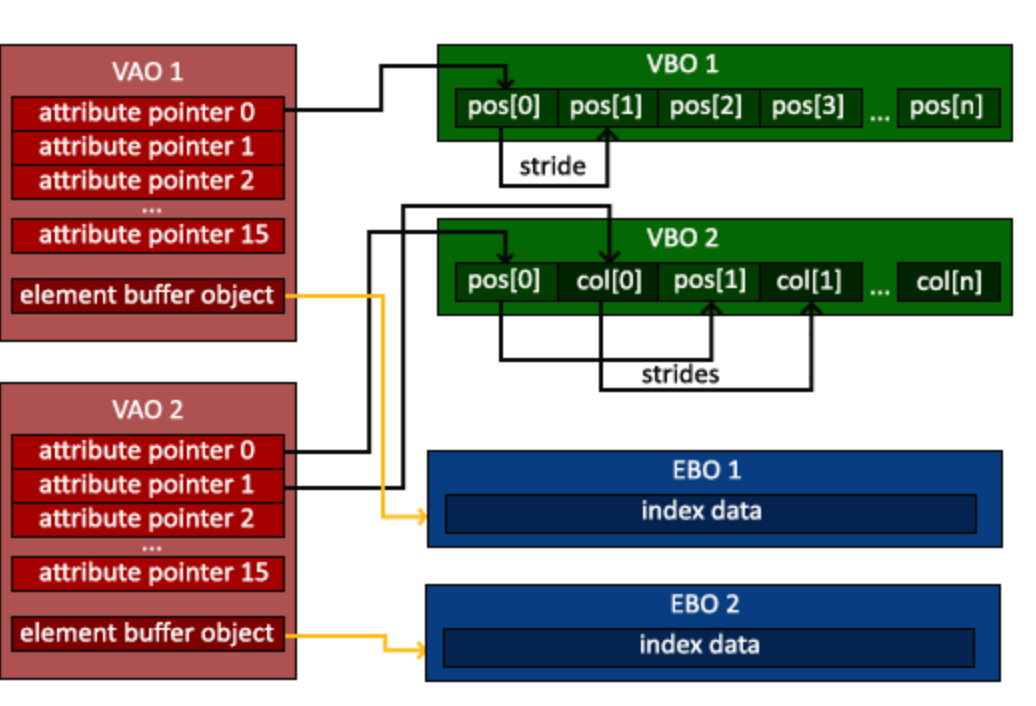 VAO 1
attribute pointer 0
attribute pointer 1
attribute pointer 2
...
attribute pointer 15
element buffer object
VAO 2
attribute pointer 0
attribute pointer 1
attribute pointer 2
...
attribute pointer 15
element buffer object
VBO 1
pos[0] pos[1] pos[2] pos[3] ... pos[n]
stride
VBO 2
pos[0] col[0] pos[1] col[1] ... col[n]
strides
EBO 1
index data
EBO 2
index data